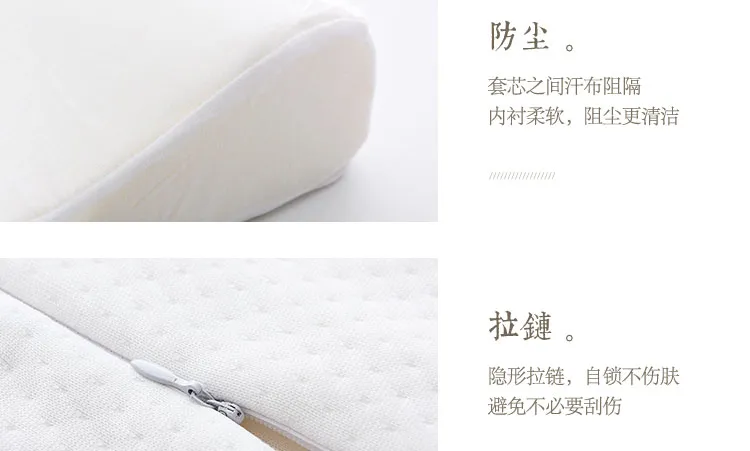 防尘。
套芯之间汗布阻隔
内衬柔软，阻尘更清洁
拉鏈。
隐形拉链，自锁不伤肤
避免不必要刮伤